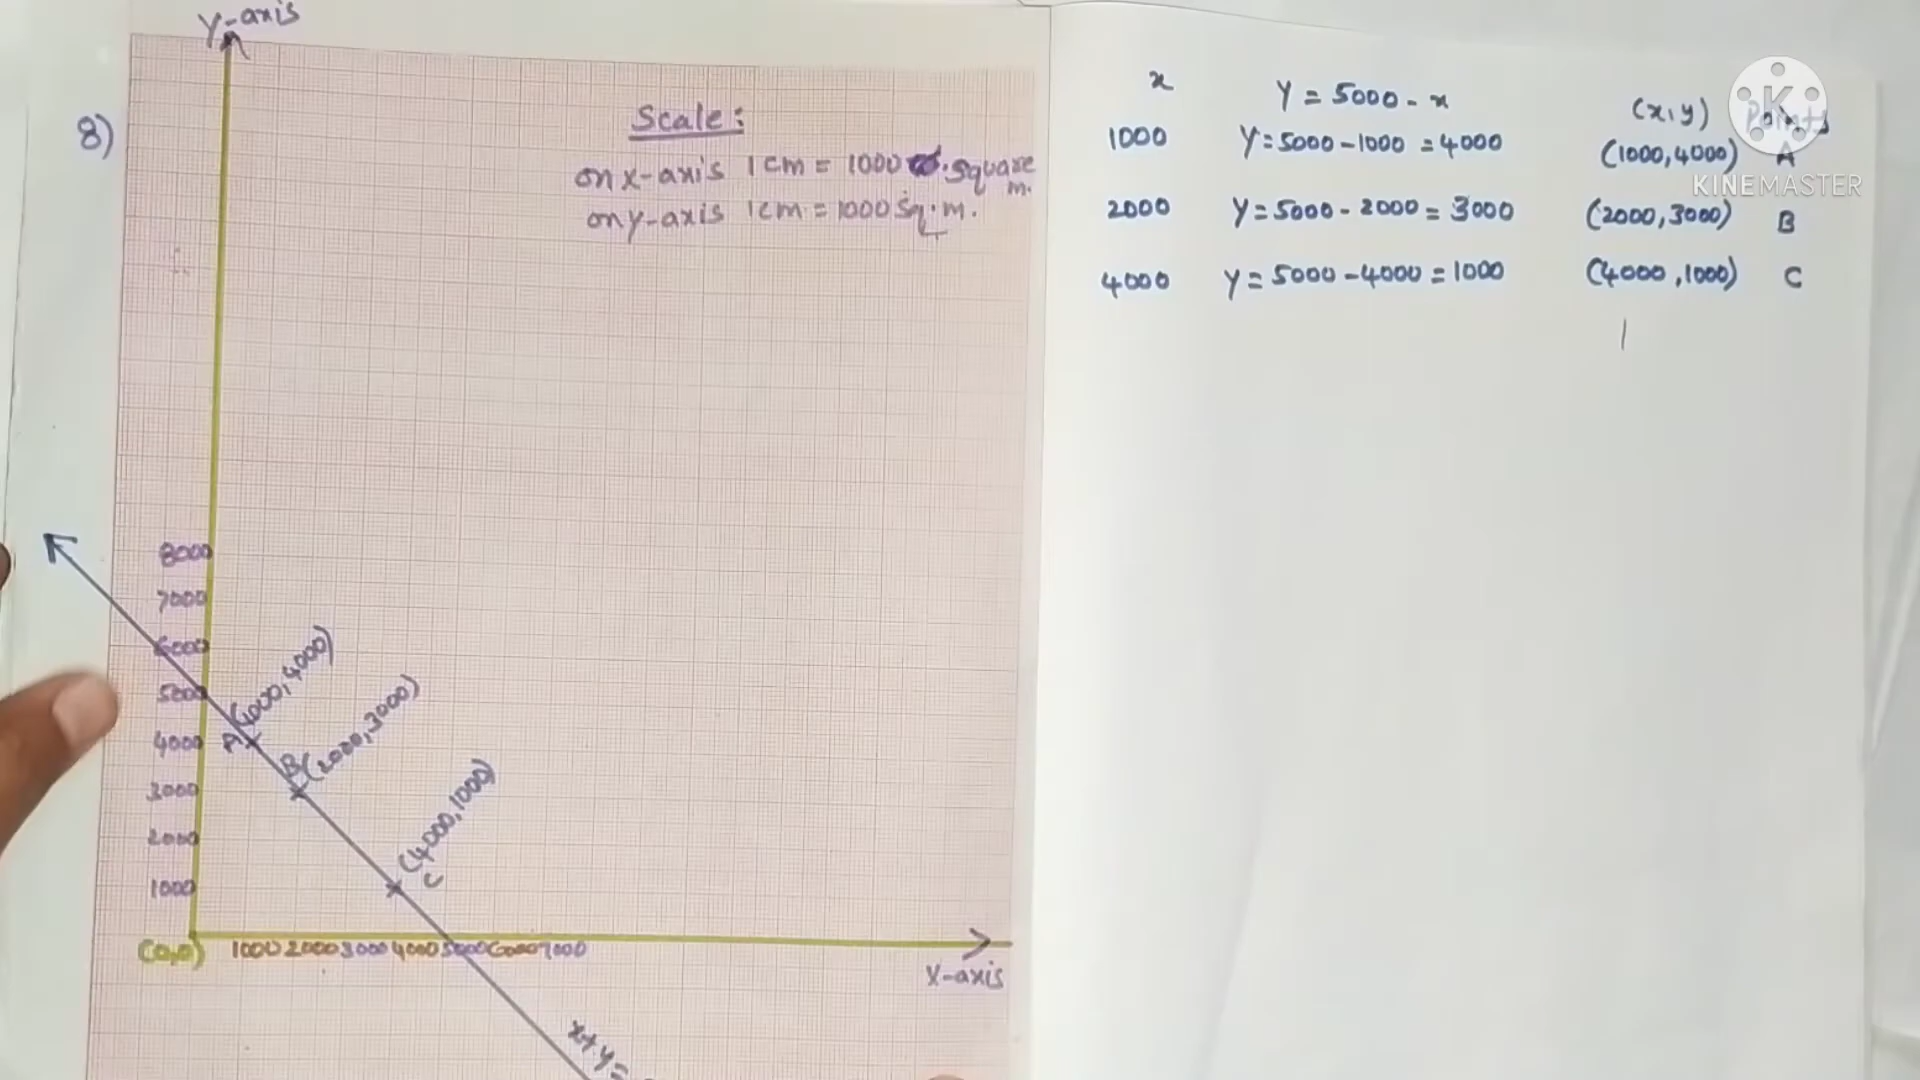 Y-axis
8)
Scale:
on x-axis 1cm = 1000 square m.
on y-axis 1cm = 1000 Sq.m.
8000
7000
6000
5000
4000
3000
2000
1000
(0,0) 1000 2000 3000 4000 5000 6000 7000
X-axis
A (1000,4000)
B (2000,3000)
(4000,1000)
C
x+y=
x Y = 5000 - x (x,y) Points
1000 Y = 5000 - 1000 = 4000 (1000,4000) A
2000 Y = 5000 - 2000 = 3000 (2000,3000) B
4000 Y = 5000 - 4000 = 1000 (4000,1000) C
K
KINEMASTER